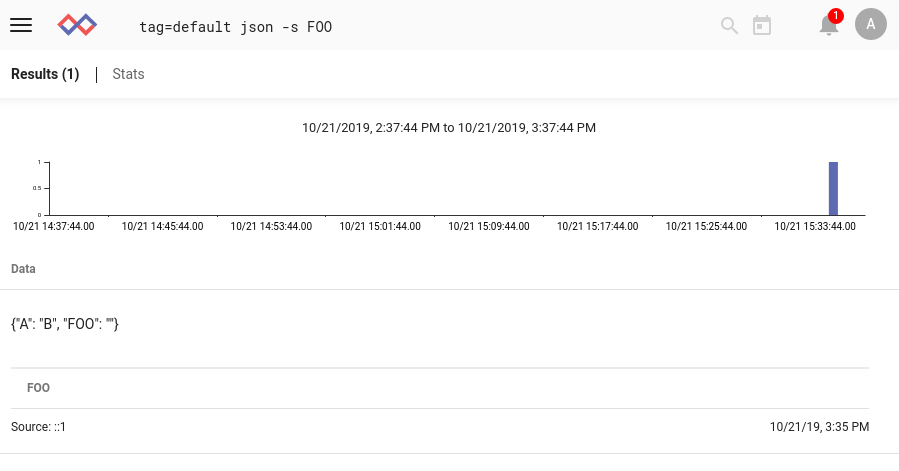 tag=default json -s FOO
1
A
Results (1) | Stats
10/21/2019, 2:37:44 PM to 10/21/2019, 3:37:44 PM
1
0.5
0
10/21 14:37:44.00 10/21 14:45:44.00 10/21 14:53:44.00 10/21 15:01:44.00 10/21 15:09:44.00 10/21 15:17:44.00 10/21 15:25:44.00 10/21 15:33:44.00
Data
{"A": "B", "FOO": ""}
FOO
Source: ::1 10/21/19, 3:35 PM